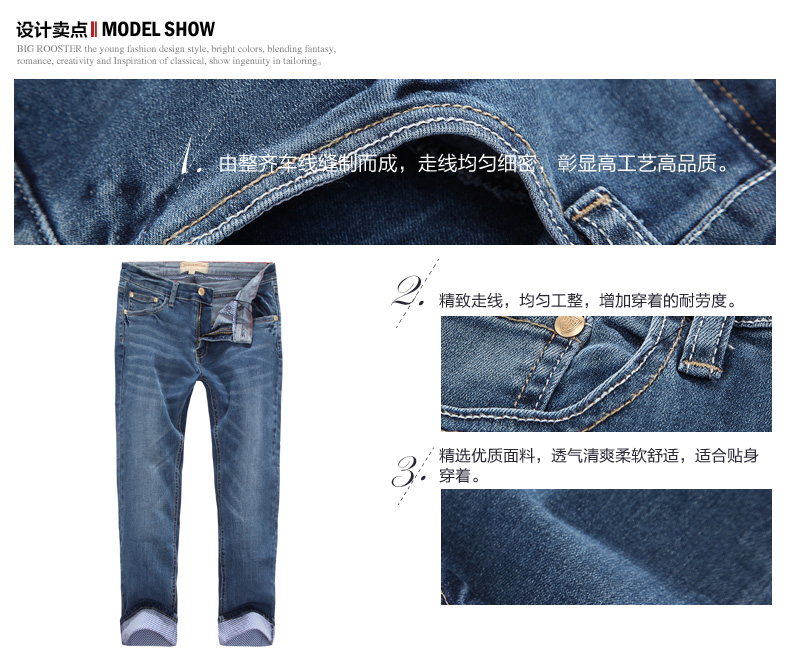 设计卖点 MODEL SHOW
BIG ROOSTER the young fashion design style, bright colors, blending fantasy,
romance, creativity and Inspiration of classical, show ingenuity in tailoring。
1. 由整齐车线缝制而成，走线均匀细密，彰显高工艺高品质。
2. 精致走线，均匀工整，增加穿着的耐劳度。
3. 精选优质面料，透气清爽柔软舒适，适合贴身
穿着。